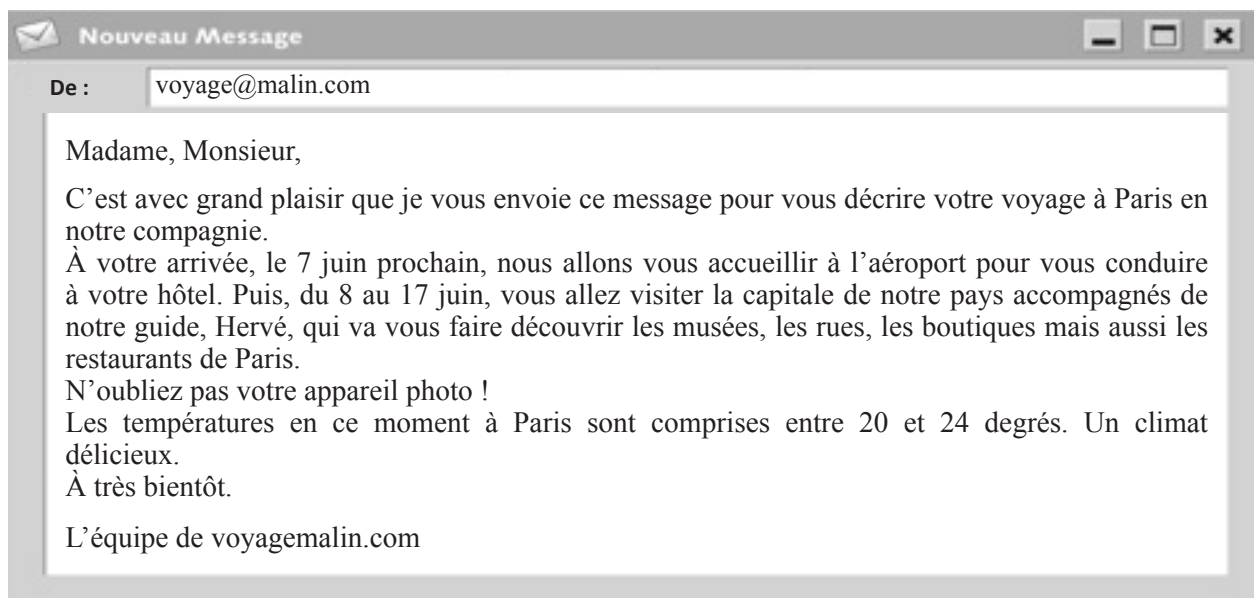 Nouveau Message
De : voyage@malin.com
Madame, Monsieur,
C’est avec grand plaisir que je vous envoie ce message pour vous décrire votre voyage à Paris en
notre compagnie.
À votre arrivée, le 7 juin prochain, nous allons vous accueillir à l’aéroport pour vous conduire
à votre hôtel. Puis, du 8 au 17 juin, vous allez visiter la capitale de notre pays accompagnés de
notre guide, Hervé, qui va vous faire découvrir les musées, les rues, les boutiques mais aussi les
restaurants de Paris.
N’oubliez pas votre appareil photo !
Les températures en ce moment à Paris sont comprises entre 20 et 24 degrés. Un climat
délicieux.
À très bientôt.
L’équipe de voyagemalin.com